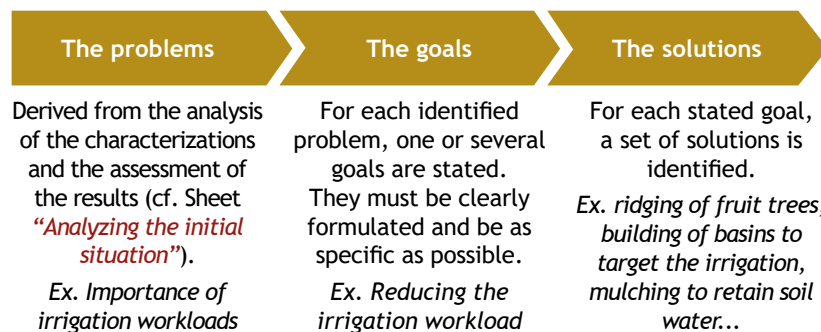 The problems
Derived from the analysis
of the characterizations
and the assessment of
the results (cf. Sheet
“Analyzing the initial
situation”).
Ex. Importance of
irrigation workloads
The goals
For each identified
problem, one or several
goals are stated.
They must be clearly
formulated and be as
specific as possible.
Ex. Reducing the
irrigation workload
The solutions
For each stated goal,
a set of solutions is
identified.
Ex. ridging of fruit trees,
building of basins to
target the irrigation,
mulching to retain soil
water...